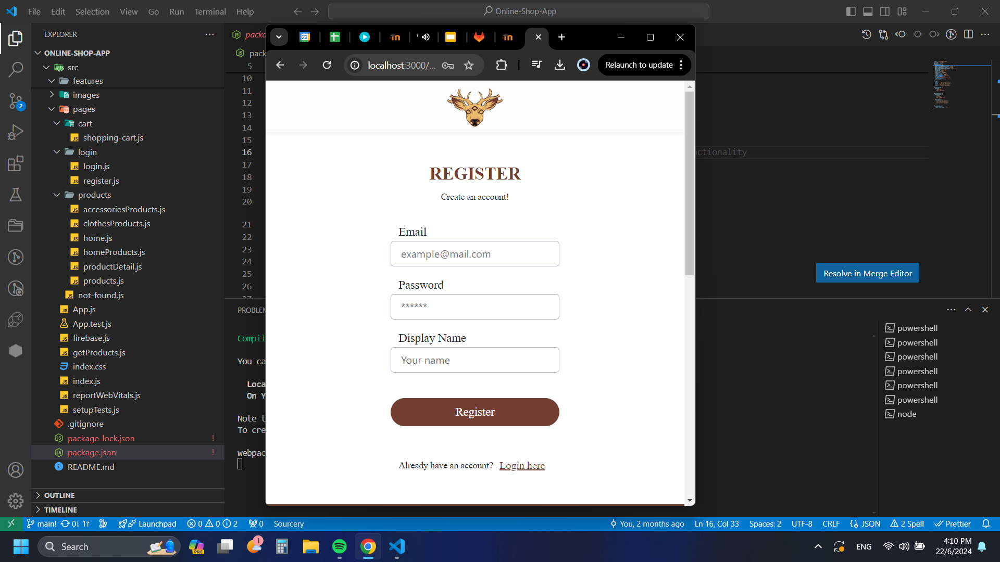 File Edit Selection View Go Run Terminal Help
Online-Shop-App
EXPLORER
ONLINE-SHOP-APP
src
features
images
pages
cart
shopping-cart.js
login
login.js
register.js
products
accessoriesProducts.js
clothesProducts.js
home.js
homeProducts.js
productDetail.js
products.js
not-found.js
App.js
App.test.js
firebase.js
getProducts.js
index.css
index.js
reportWebVitals.js
setupTests.js
.gitignore
package-lock.json !
package.json !
README.md
OUTLINE
TIMELINE
2
packa
pack
5
10
11
12
13
14
15
16
17
18
19
20
21
22
23
24
25
26
27
ctionality
Resolve in Merge Editor
PROBLEM
Compil
You ca
Loca
On Y
Note t
To cre
webpac
powershell
powershell
powershell
powershell
powershell
powershell
node
22
localhost:3000/...
Relaunch to update
REGISTER
Create an account!
Email
example@mail.com
Password
******
Display Name
Your name
Register
Already have an account? Login here
main! 0↓ 1↑ Launchpad 0 0 2 0 Sourcery
You, 2 months ago Ln 16, Col 33 Spaces: 2 UTF-8 CRLF JSON 2 Spell Prettier
Search
PRE
1
ENG
4:10 PM
22/6/2024